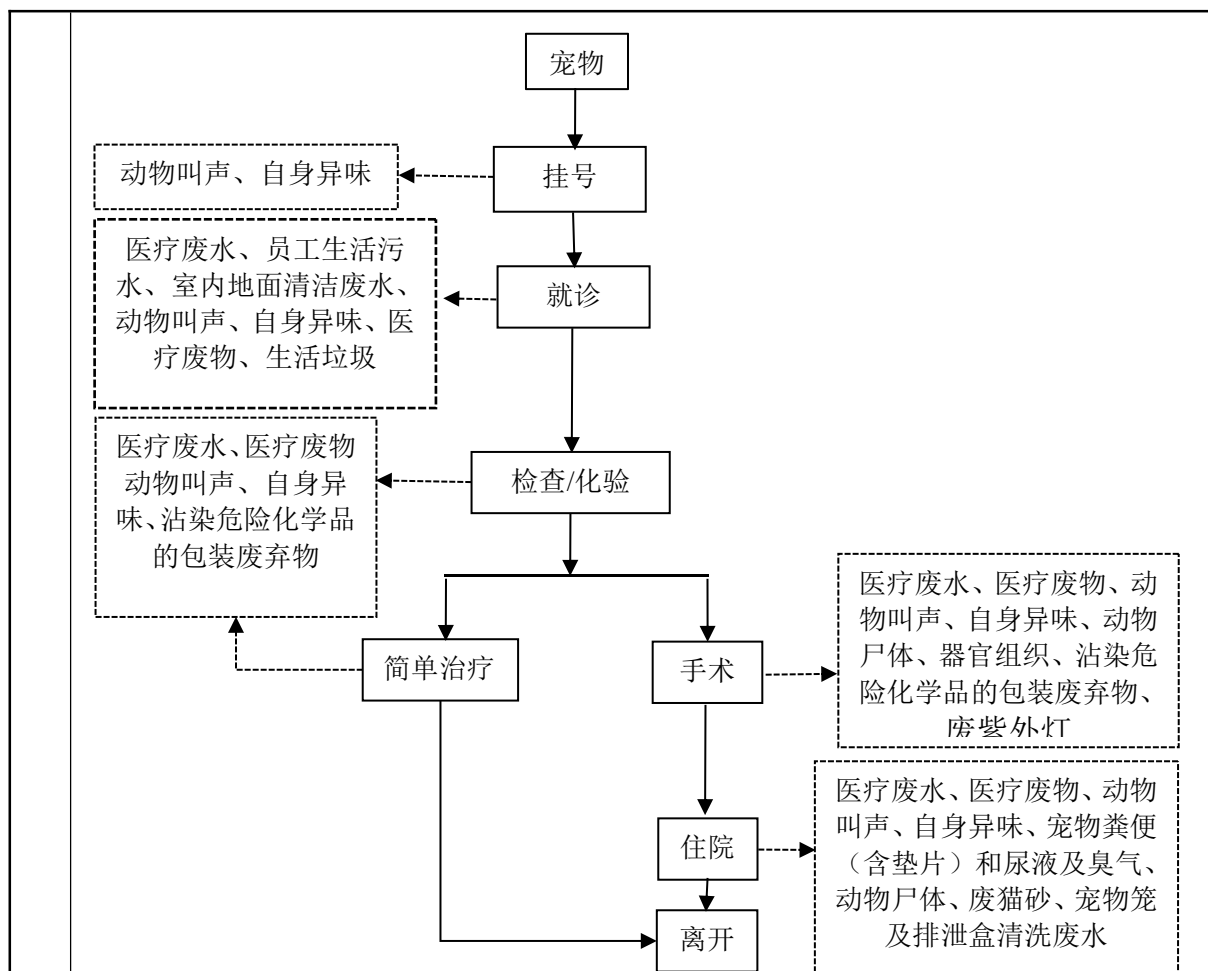 宠物
动物叫声、自身异味
挂号
医疗废水、员工生活污
水、室内地面清洁废水、
动物叫声、自身异味、医
疗废物、生活垃圾
就诊
医疗废水、医疗废物
动物叫声、自身异
味、沾染危险化学品
的包装废弃物
检查/化验
简单治疗
手术
医疗废水、医疗废物、动
物叫声、自身异味、动物
尸体、器官组织、沾染危
险化学品的包装废弃物、
废紫外灯
住院
医疗废水、医疗废物、动物
叫声、自身异味、宠物粪便
（含垫片）和尿液及臭气、
动物尸体、废猫砂、宠物笼
及排泄盒清洗废水
离开